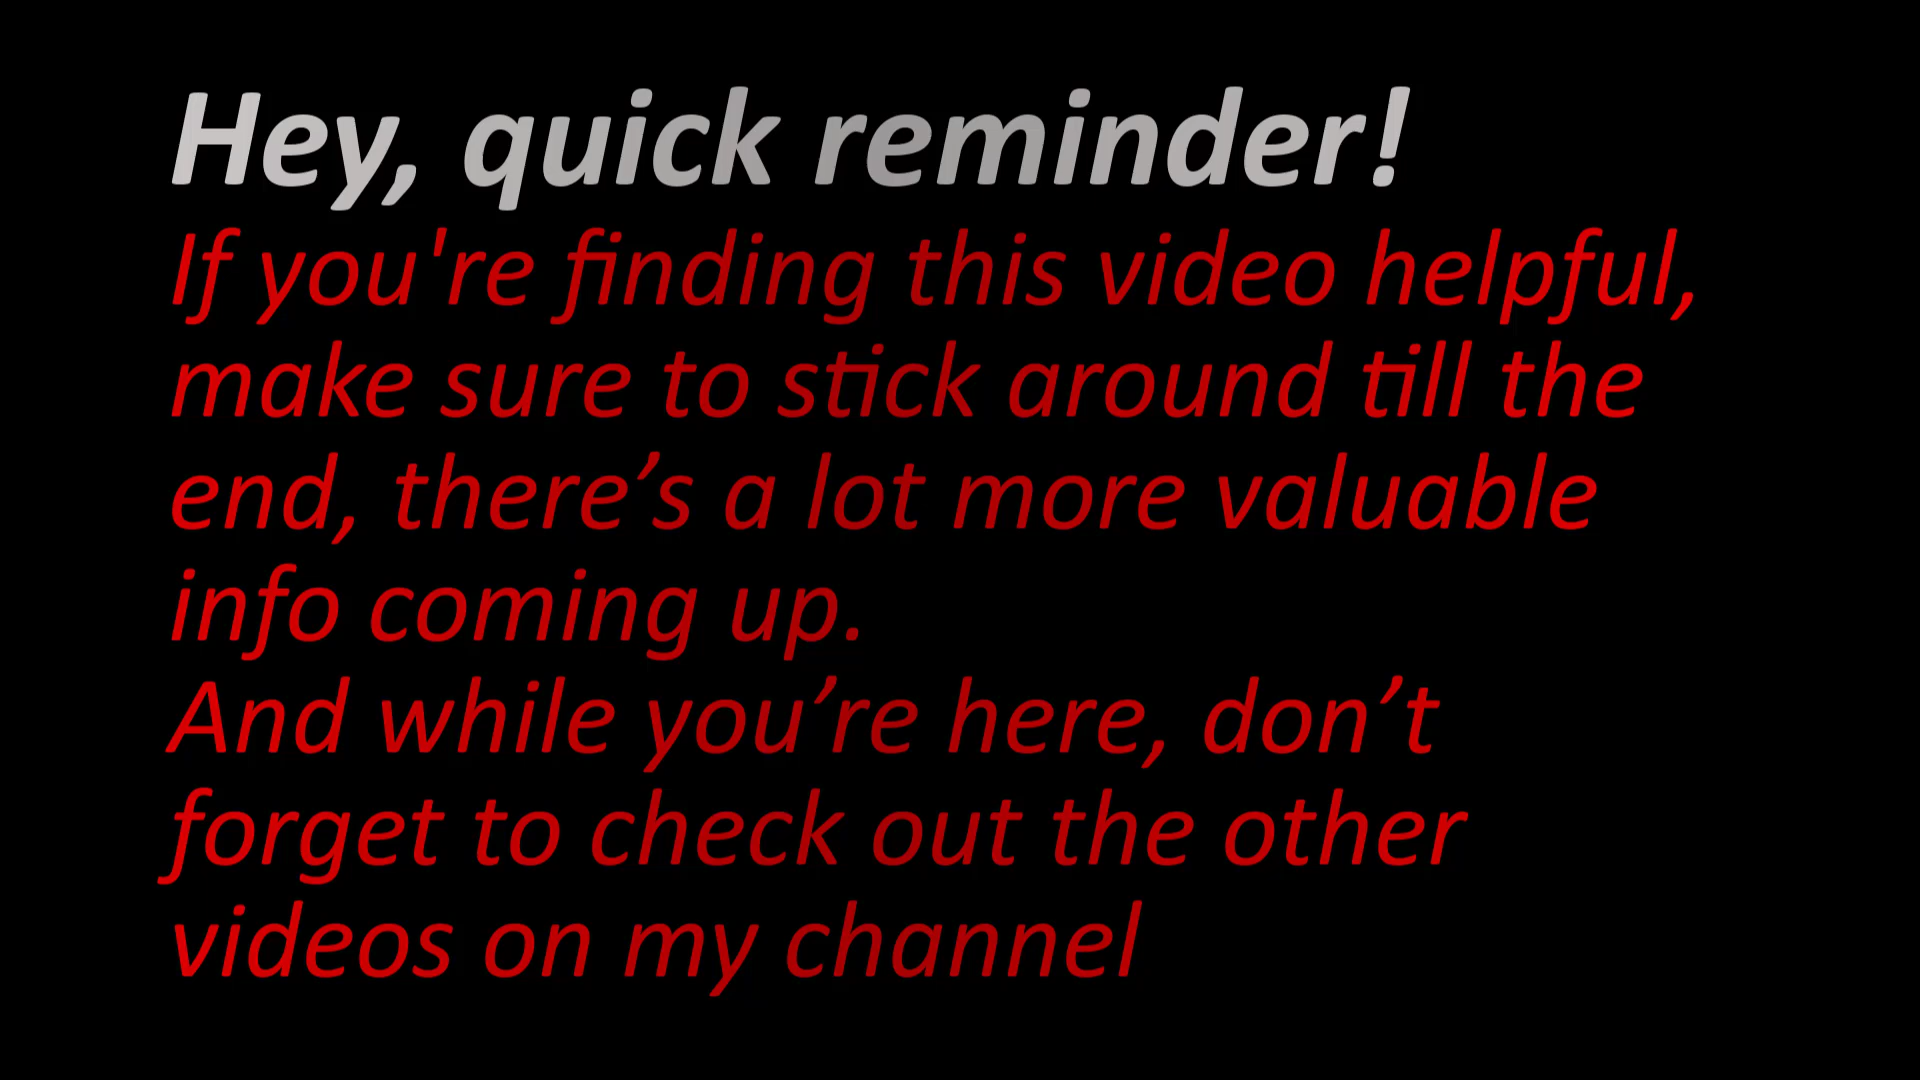 Hey, quick reminder!
If you're finding this video helpful,
make sure to stick around till the
end, there’s a lot more valuable
info coming up.
And while you’re here, don’t
forget to check out the other
videos on my channel